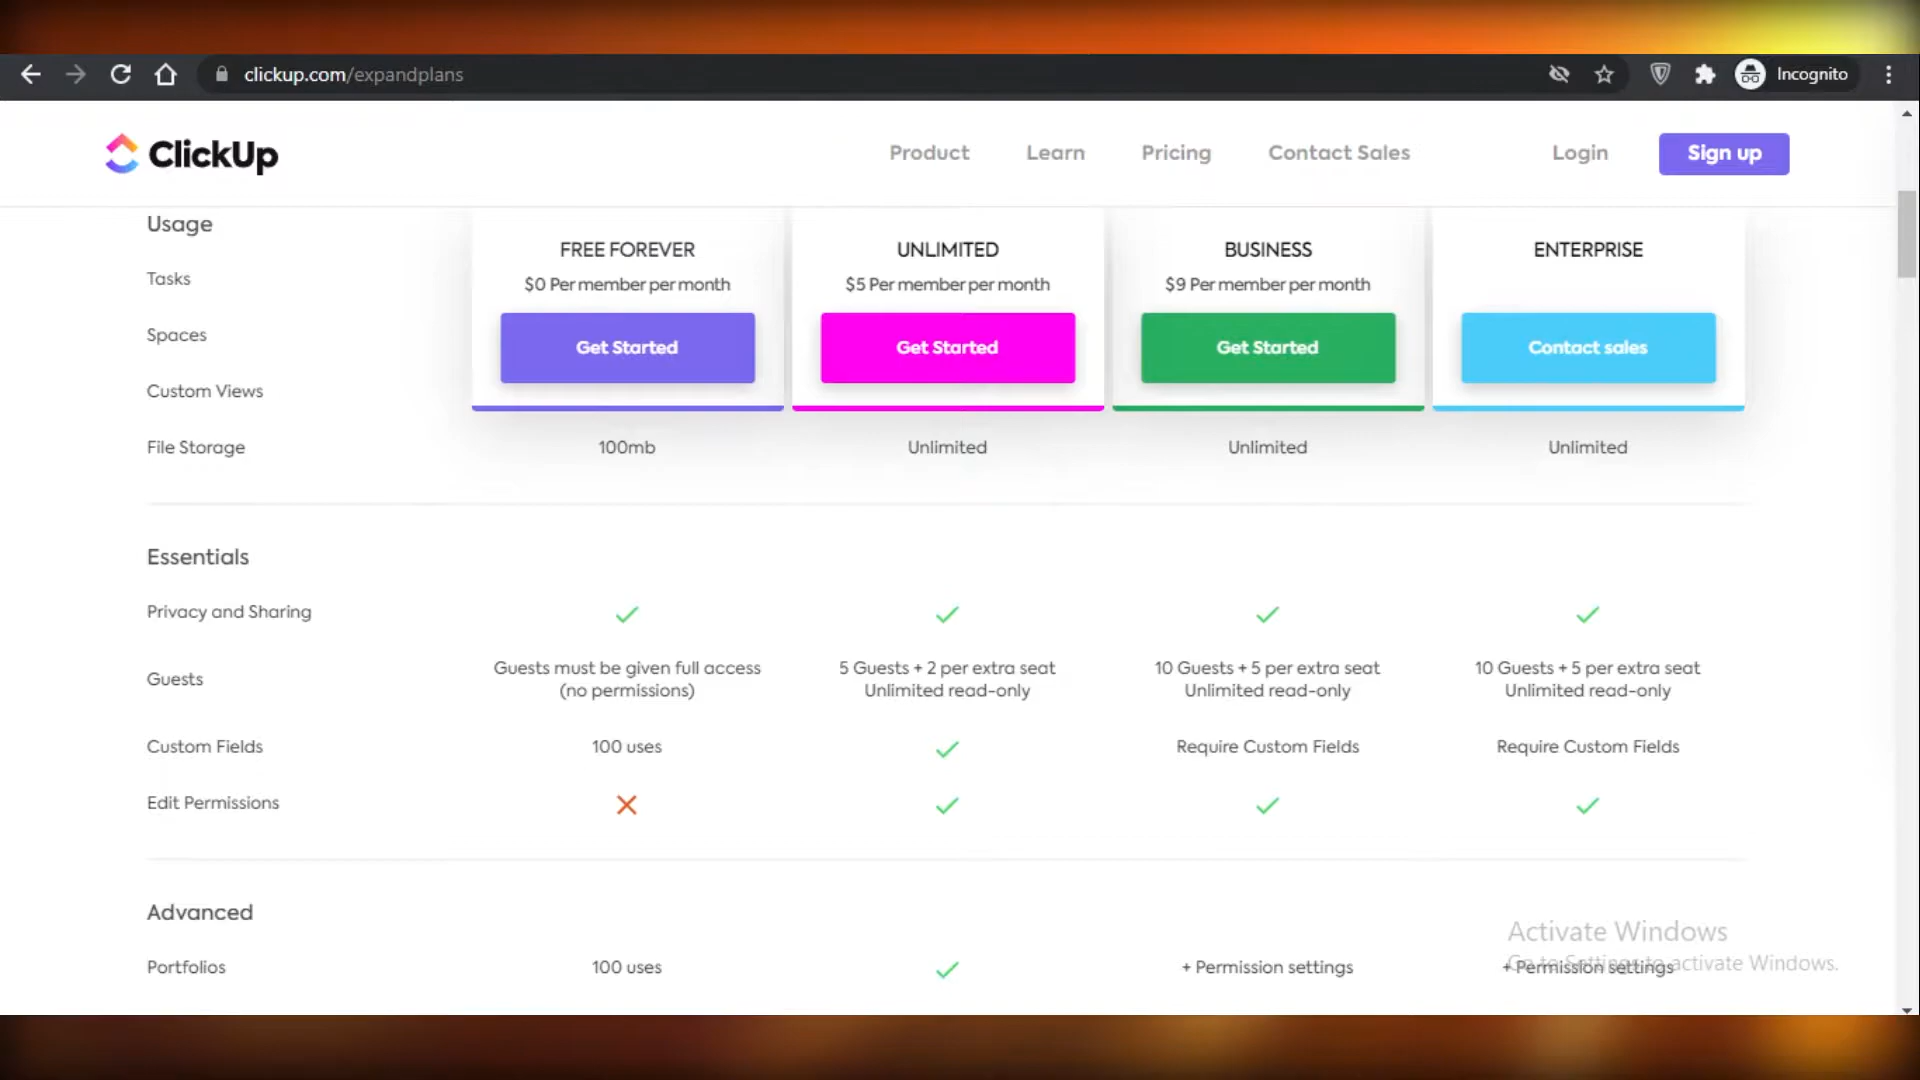 clickup.com/expandplans
Incognito
ClickUp
Product Learn Pricing Contact Sales Login Sign up
Usage
FREE FOREVER UNLIMITED BUSINESS ENTERPRISE
Tasks
$0 Per member per month $5 Per member per month $9 Per member per month
Spaces
Get Started Get Started Get Started Contact sales
Custom Views
File Storage 100mb Unlimited Unlimited Unlimited
Essentials
Privacy and Sharing
Guests must be given full access 5 Guests + 2 per extra seat 10 Guests + 5 per extra seat 10 Guests + 5 per extra seat
Guests
(no permissions) Unlimited read-only Unlimited read-only Unlimited read-only
Custom Fields 100 uses Require Custom Fields Require Custom Fields
Edit Permissions
Advanced
Activate Windows
Go to Settings to activate Windows.
Portfolios 100 uses + Permission settings + Permission settings